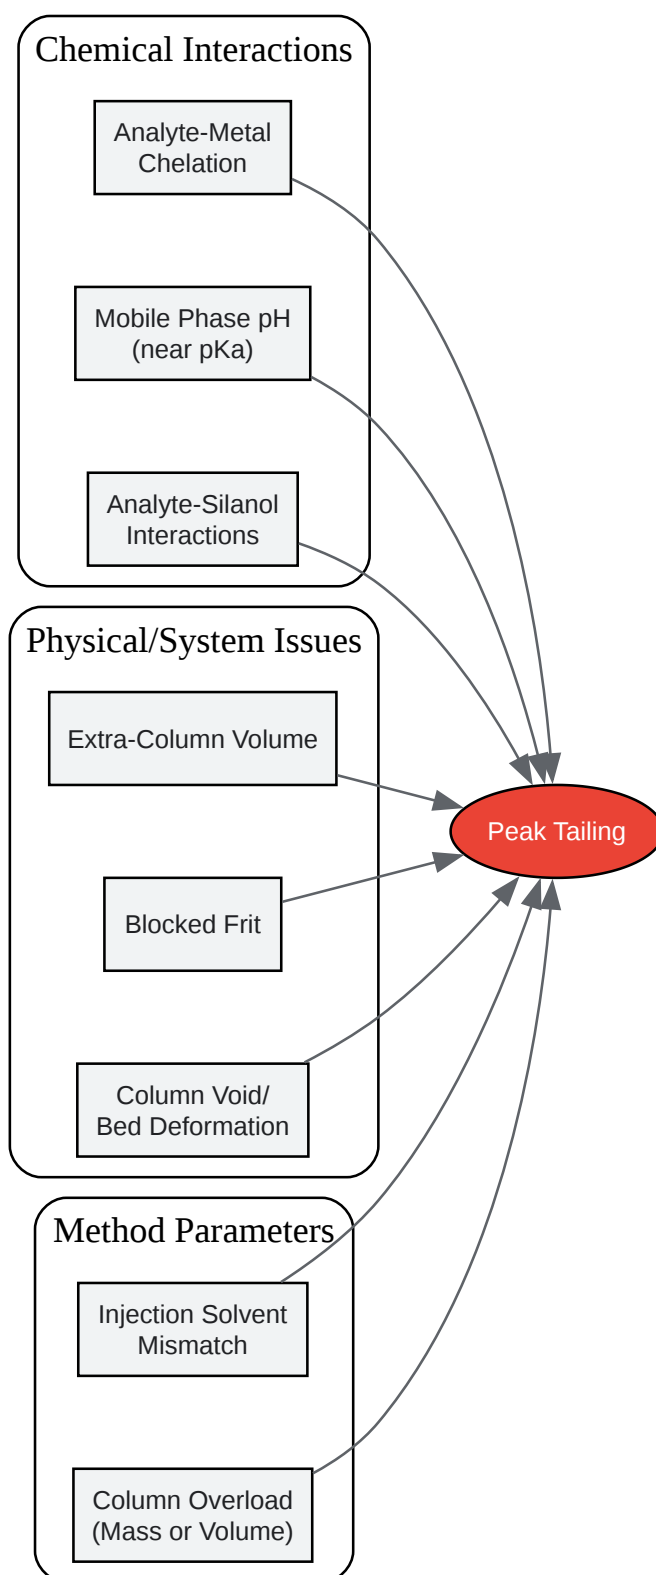 Chemical Interactions
Analyte-Metal
Chelation
Mobile Phase pH
(near pKa)
Analyte-Silanol
Interactions
Physical/System Issues
Extra-Column Volume
Peak Tailing
Blocked Frit
Column Void/
Bed Deformation
Method Parameters
Injection Solvent
Mismatch
Column Overload
(Mass or Volume)